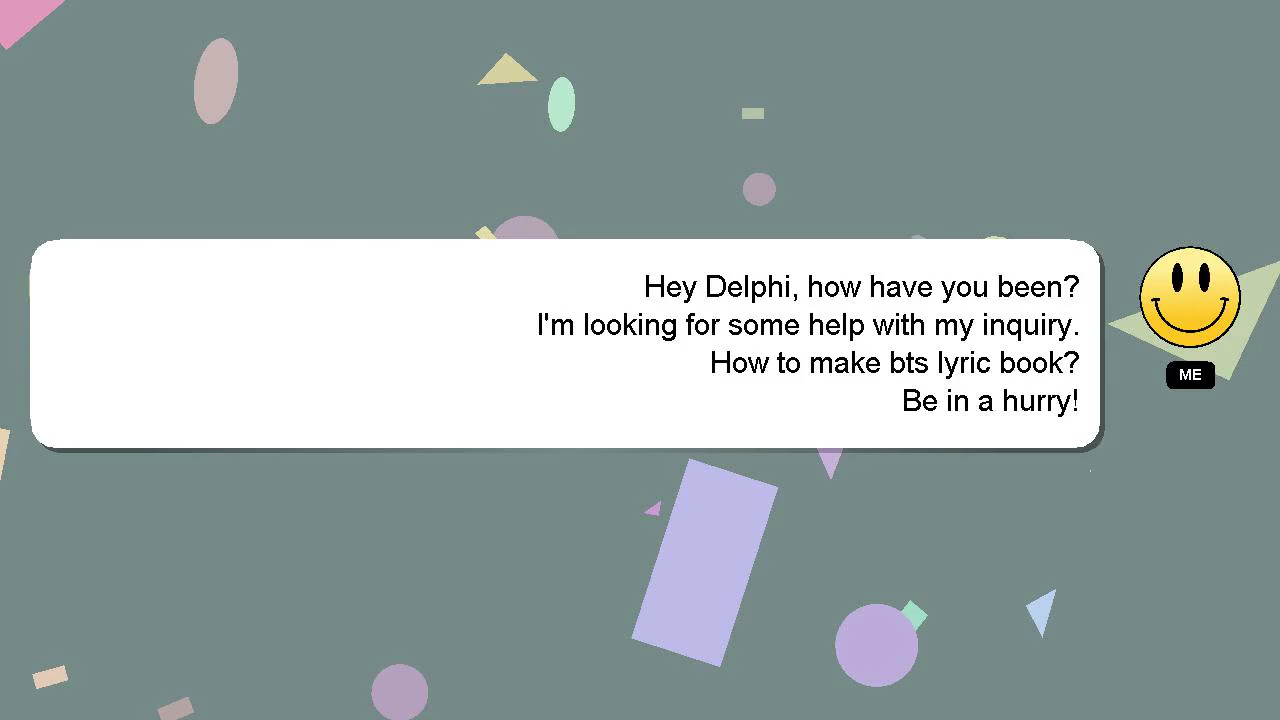 Hey Delphi, how have you been?
I'm looking for some help with my inquiry.
How to make bts lyric book?
Be in a hurry!
ME